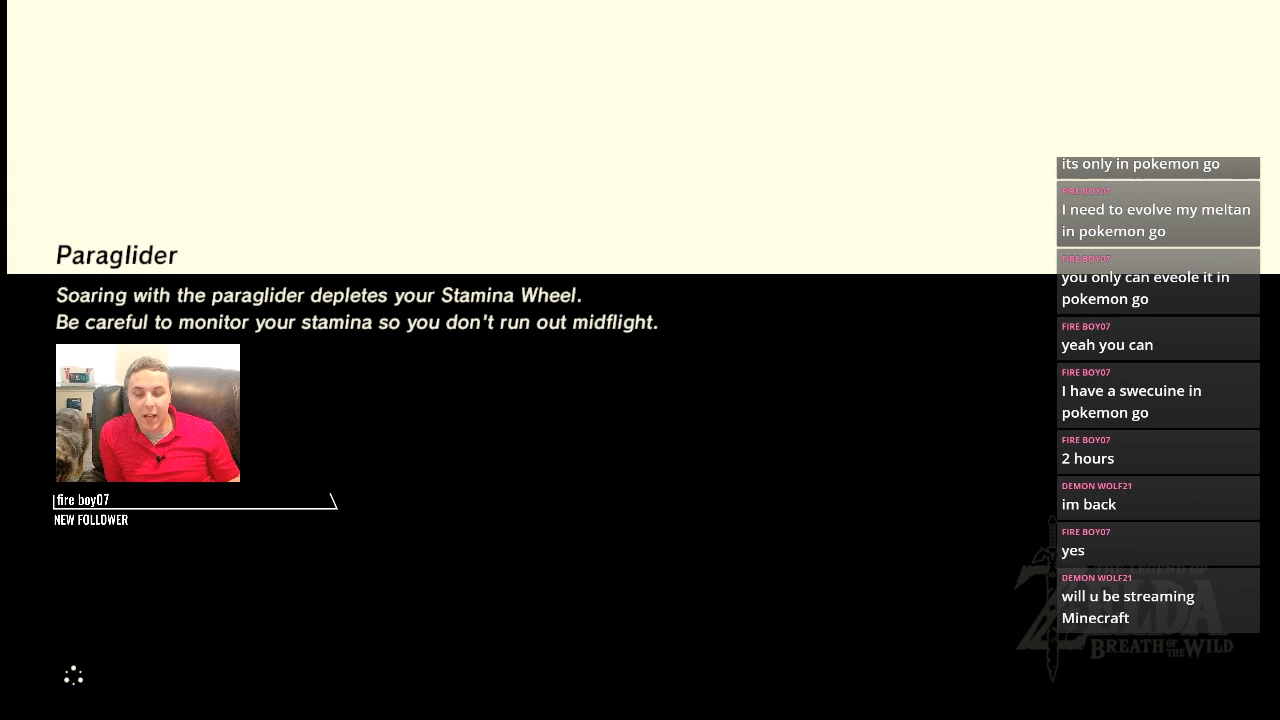 Paraglider
Soaring with the paraglider depletes your Stamina Wheel.
Be careful to monitor your stamina so you don't run out midflight.
fire boy07
NEW FOLLOWER
its only in pokemon go
FIRE BOY07
I need to evolve my meltan
in pokemon go
FIRE BOY07
you only can eveole it in
pokemon go
FIRE BOY07
yeah you can
FIRE BOY07
I have a swecuine in
pokemon go
FIRE BOY07
2 hours
DEMON WOLF21
im back
FIRE BOY07
yes
DEMON WOLF21
will u be streaming
Minecraft
THE LEGEND OF
ZELDA
BREATH OF THE WILD